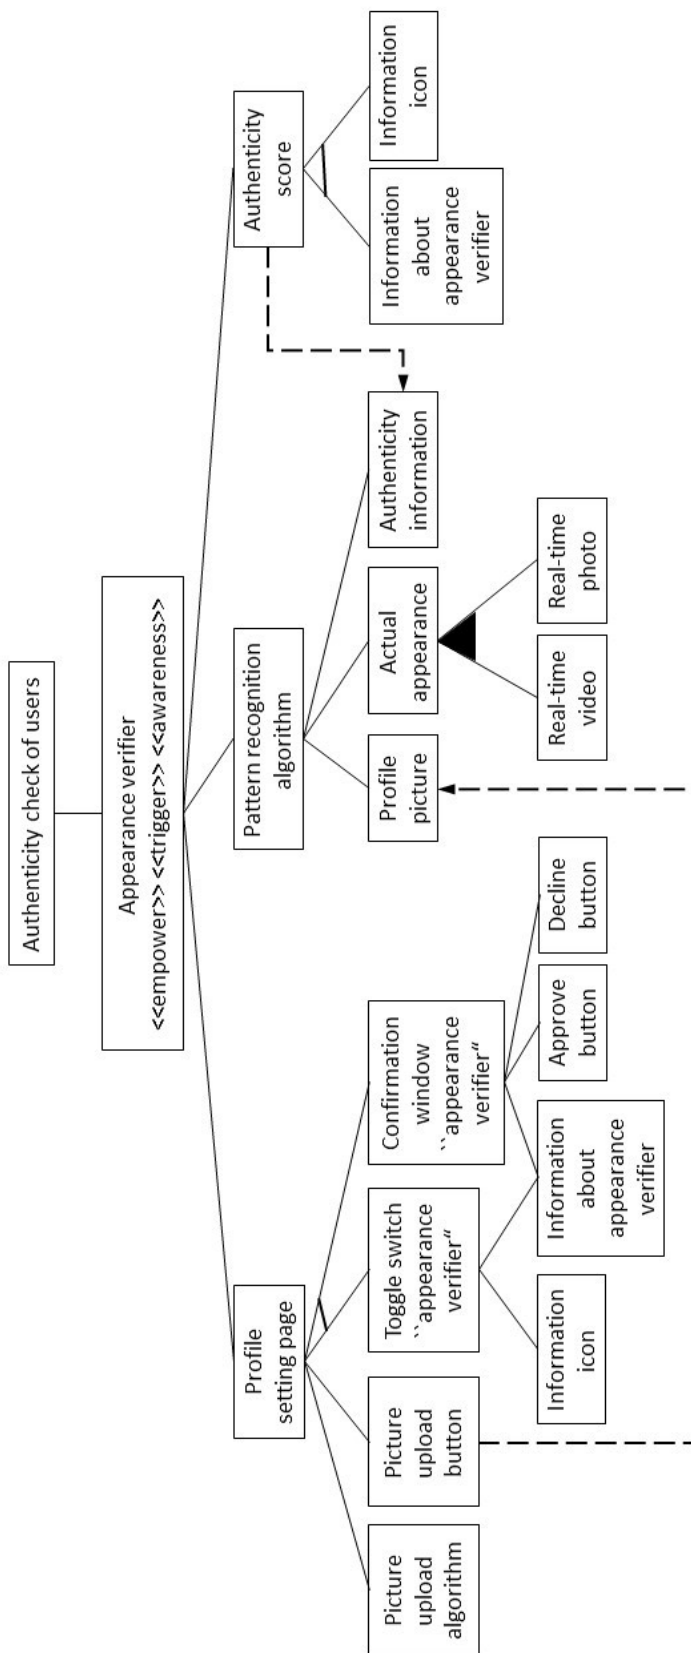 Authenticity check of users
Appearance verifier
<<empower>> <<trigger>> <<awareness>>
Profile
setting page
Pattern recognition
algorithm
Authenticity
score
Picture
upload
algorithm
Picture
upload
button
Toggle switch
``appearance
verifier“
Confirmation
window
``appearance
verifier“
Profile
picture
Actual
appearance
Authenticity
information
Information
about
appearance
verifier
Information
icon
Information
icon
Information
about
appearance
verifier
Approve
button
Decline
button
Real-time
video
Real-time
photo